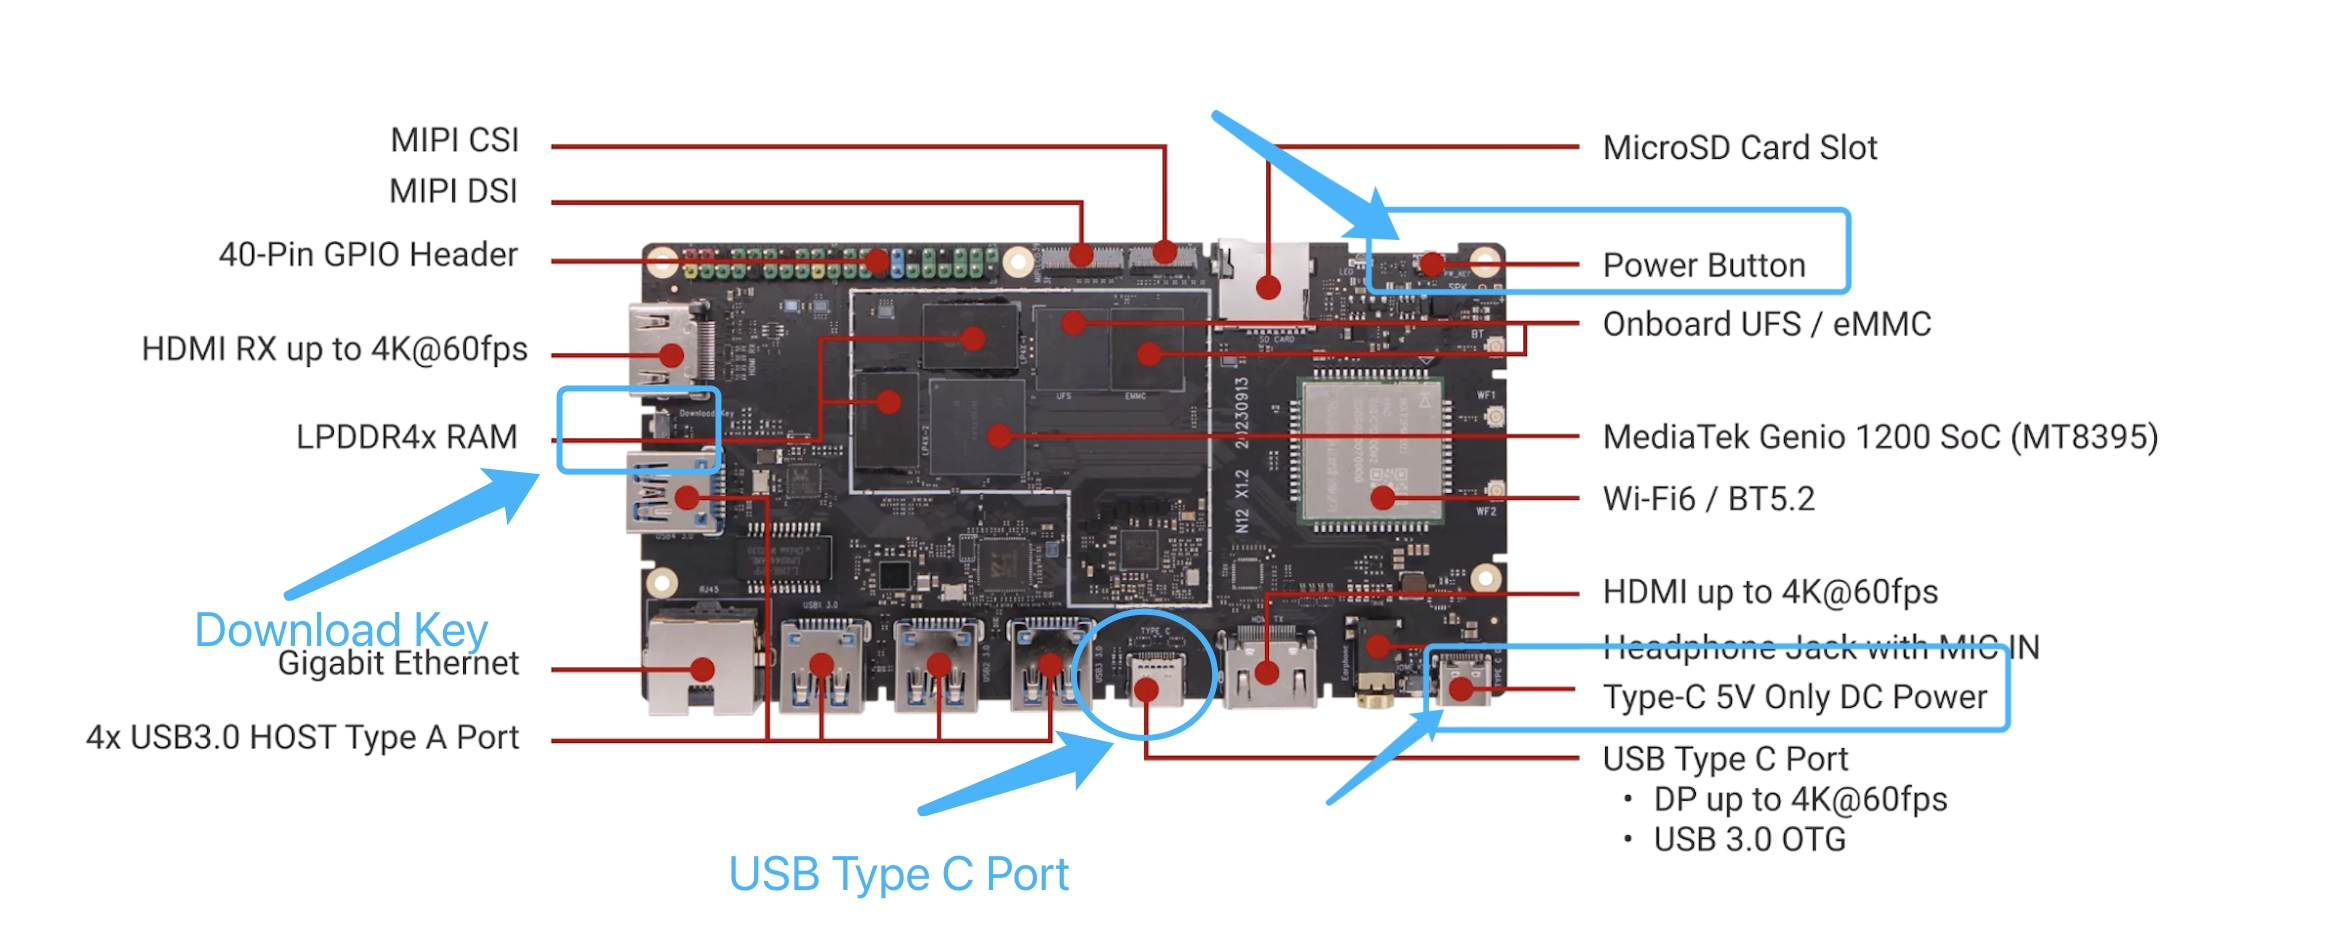 MIPI CSI
MIPI DSI
40-Pin GPIO Header
HDMI RX up to 4K@60fps
LPDDR4x RAM
Download Key
Gigabit Ethernet
4x USB3.0 HOST Type A Port
USB Type C Port
MicroSD Card Slot
Power Button
Onboard UFS / eMMC
MediaTek Genio 1200 SoC (MT8395)
Wi-Fi6 / BT5.2
HDMI up to 4K@60fps
Headphone Jack with MIC IN
Type-C 5V Only DC Power
USB Type C Port
• DP up to 4K@60fps
• USB 3.0 OTG
LED
PW_KEY
SPK
SD CARD
BT
WF1
WF2
UFS
EMMC
LP4X-2
N12 X1.2 20230913
HDMI RX
Download Key
USB4 3.0
RJ45
USB1 3.0
USB2 3.0
USB3 3.0
TYPE C
HDMI TX
Earphone